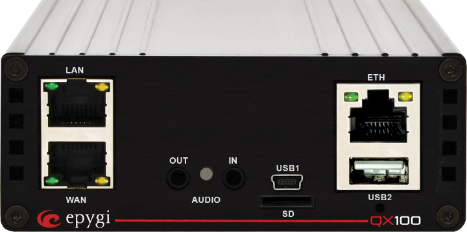 LAN
ETH
OUT
IN
USB1
WAN
AUDIO
SD
USB2
epygi
QX100